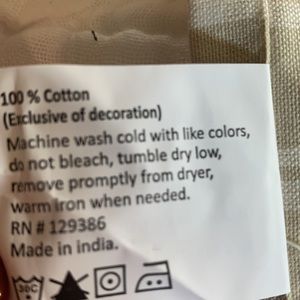 100 % Cotton
(Exclusive of decoration)
Machine wash cold with like colors,
do not bleach, tumble dry low,
remove promptly from dryer,
warm iron when needed.
RN # 129386
Made in india.
30C